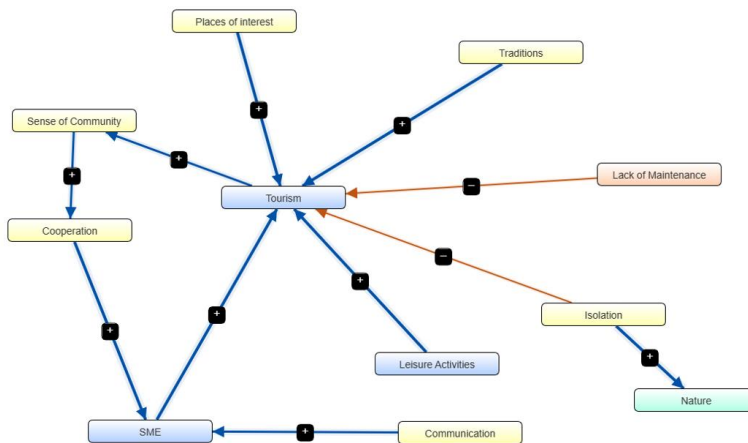 Places of interest
Traditions
+
+
Sense of Community
+
+
Lack of Maintenance
−
Tourism
Cooperation
−
+
+
Isolation
+
+
Leisure Activities
Nature
SME
+
Communication